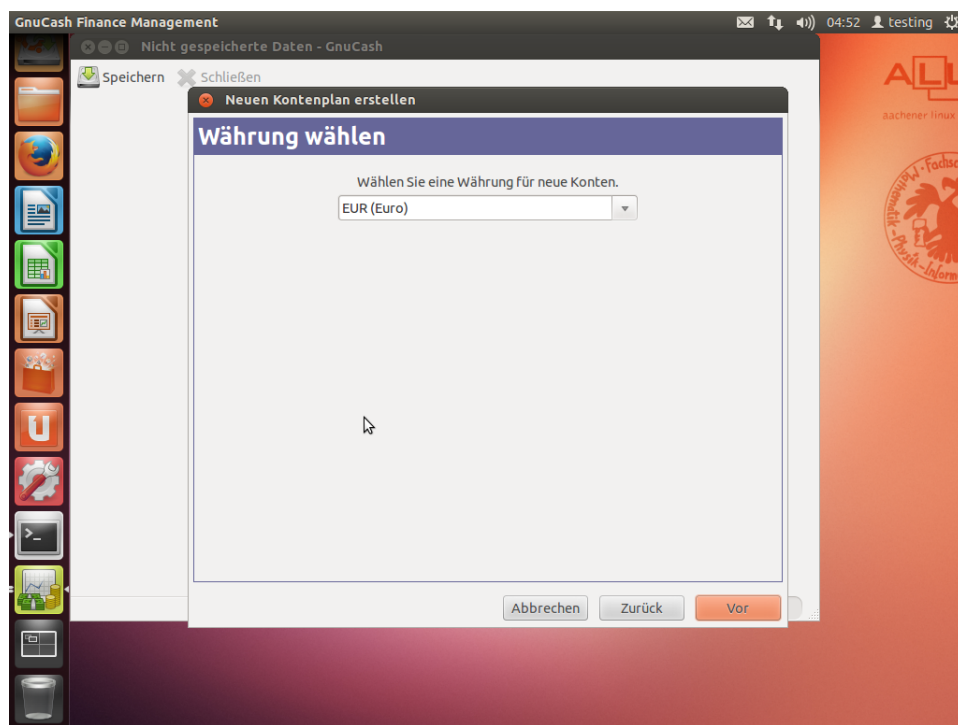 GnuCash Finance Management
04:52 testing
Nicht gespeicherte Daten - GnuCash
Speichern Schließen
Neuen Kontenplan erstellen
Währung wählen
Wählen Sie eine Währung für neue Konten.
EUR (Euro)
Abbrechen Zurück Vor
aachener linux